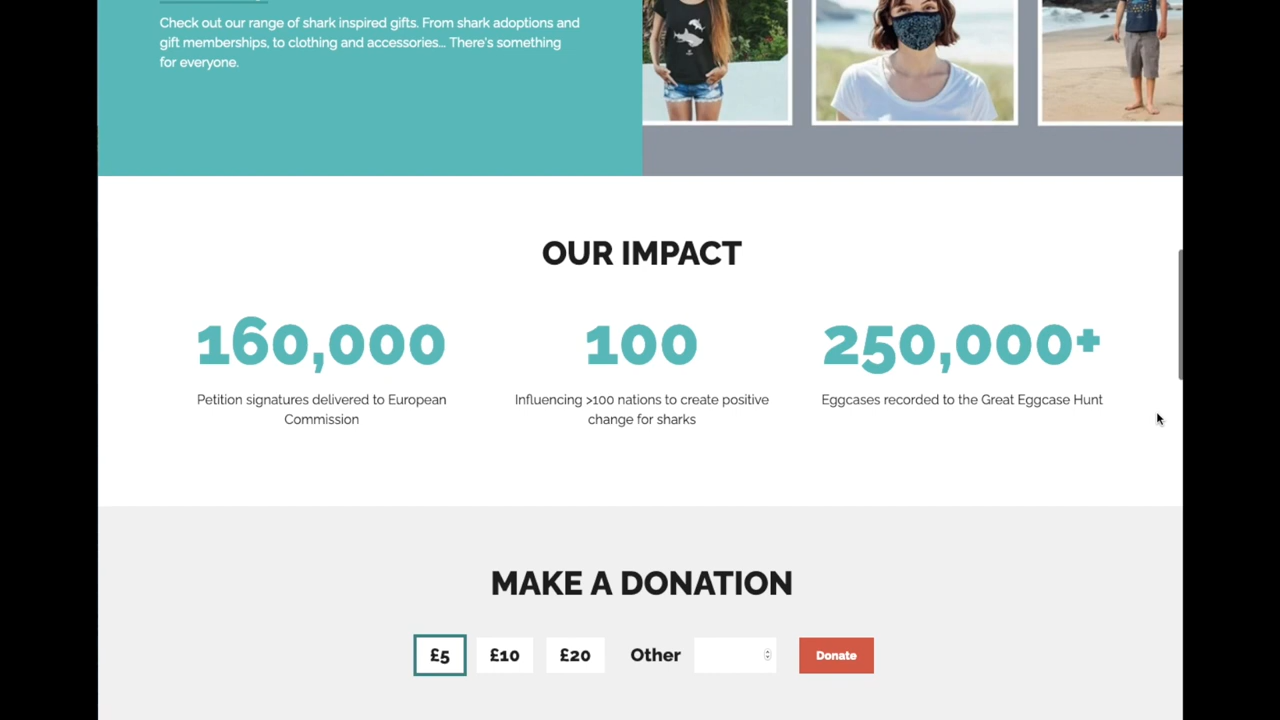 Check out our range of shark inspired gifts. From shark adoptions and
gift memberships, to clothing and accessories... There's something
for everyone.
OUR IMPACT
160,000
100
250,000+
Petition signatures delivered to European
Commission
Influencing >100 nations to create positive
change for sharks
Eggcases recorded to the Great Eggcase Hunt
MAKE A DONATION
£5 £10 £20 Other Donate